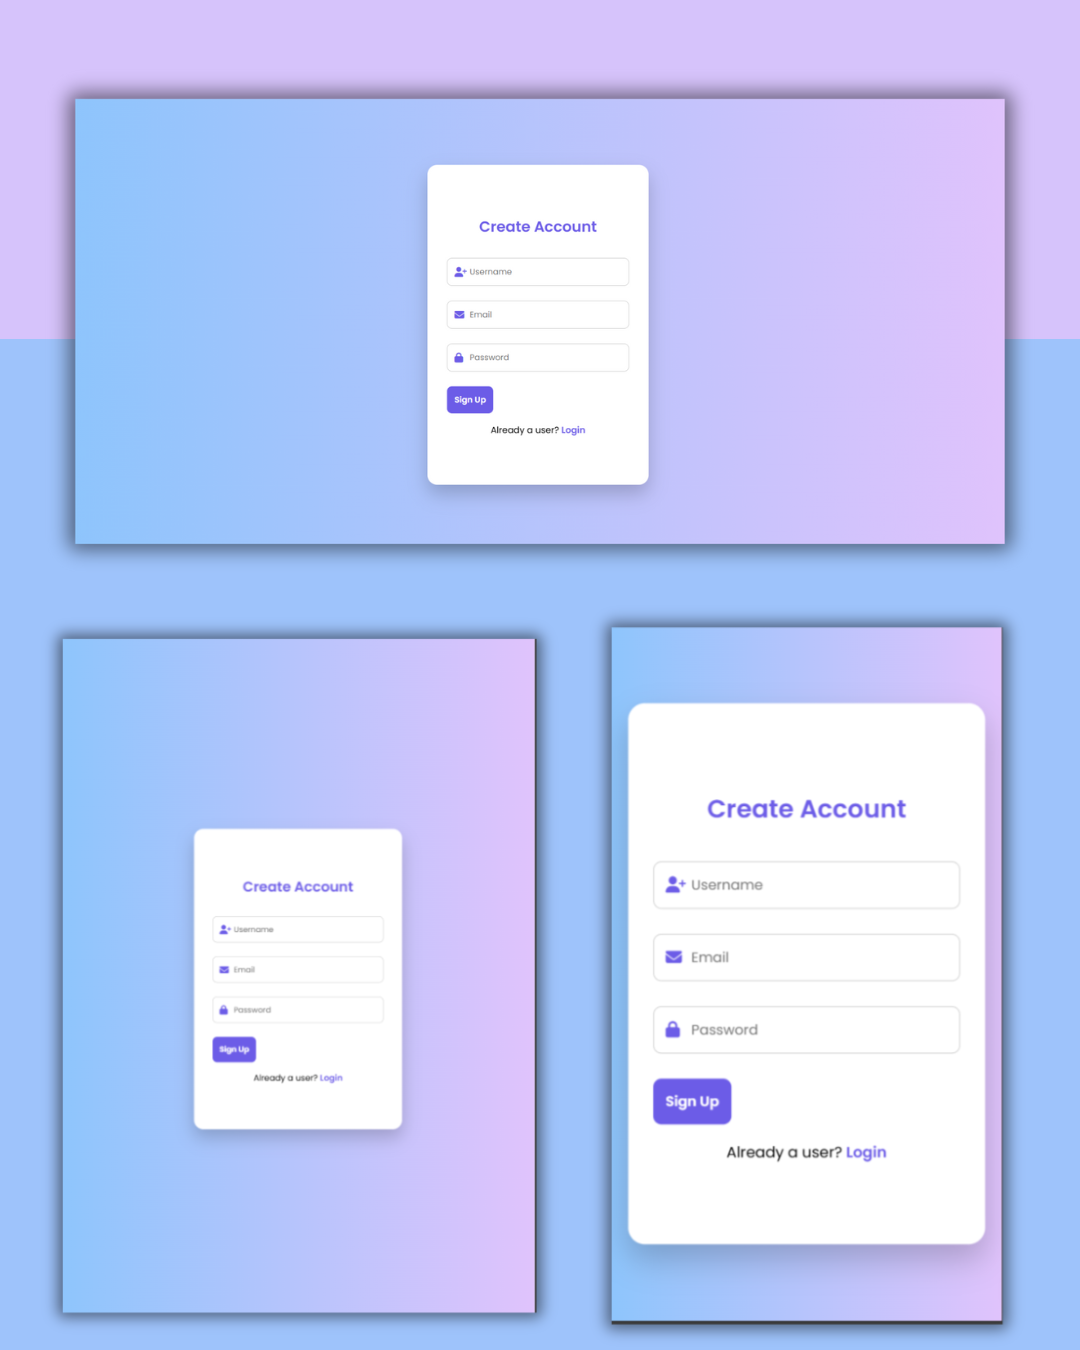 Create Account
Username
Email
Password
Sign Up
Already a user? Login
Create Account
Username
Email
Password
Sign Up
Already a user? Login
Create Account
Username
Email
Password
Sign Up
Already a user? Login